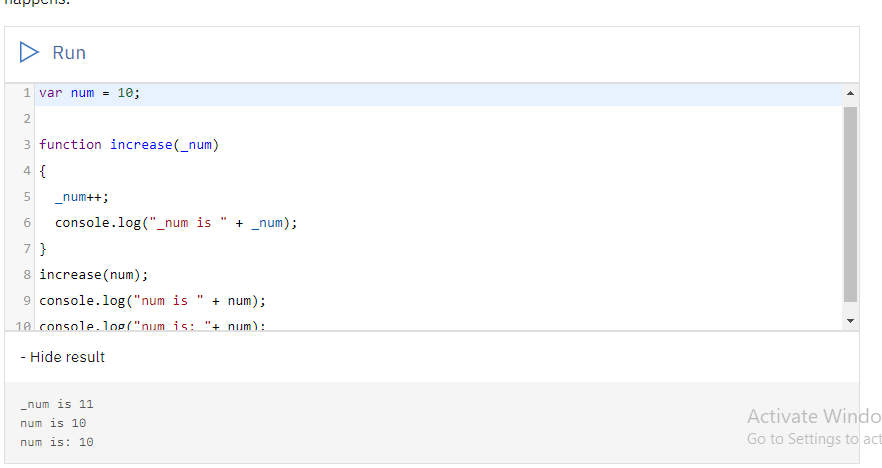 happens.
Run
1 var num = 10;
2
3 function increase(_num)
4 {
5 _num++;
6 console.log("_num is " + _num);
7 }
8 increase(num);
9 console.log("num is " + num);
10 console.log("num is: "+ num);
- Hide result
_num is 11
num is 10
num is: 10
Activate Windo
Go to Settings to act